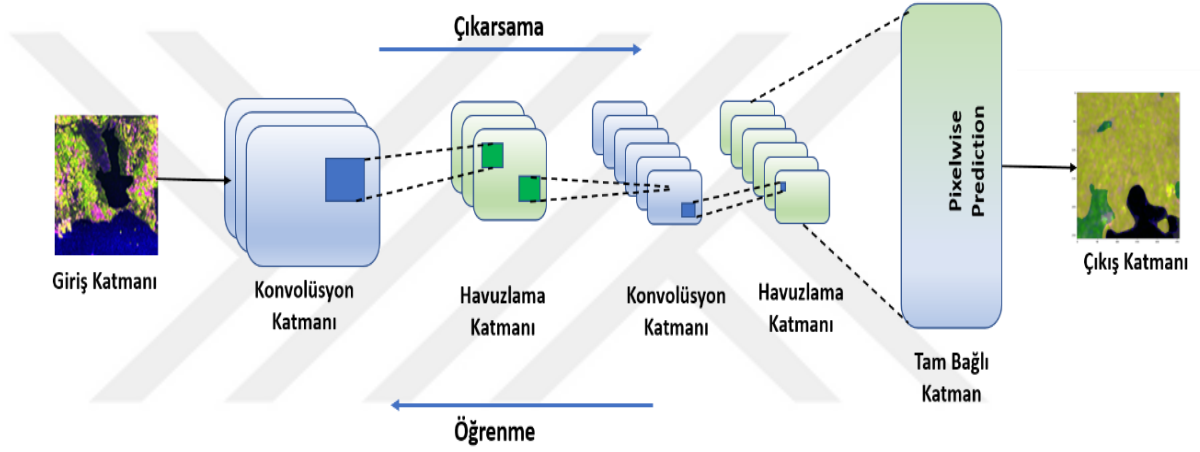 Çıkarsama
Giriş Katmanı
Konvolüsyon
Katmanı
Havuzlama
Katmanı
Konvolüsyon
Katmanı
Havuzlama
Katmanı
Pixelwise
Prediction
Tam Bağlı
Katman
Çıkış Katmanı
Öğrenme